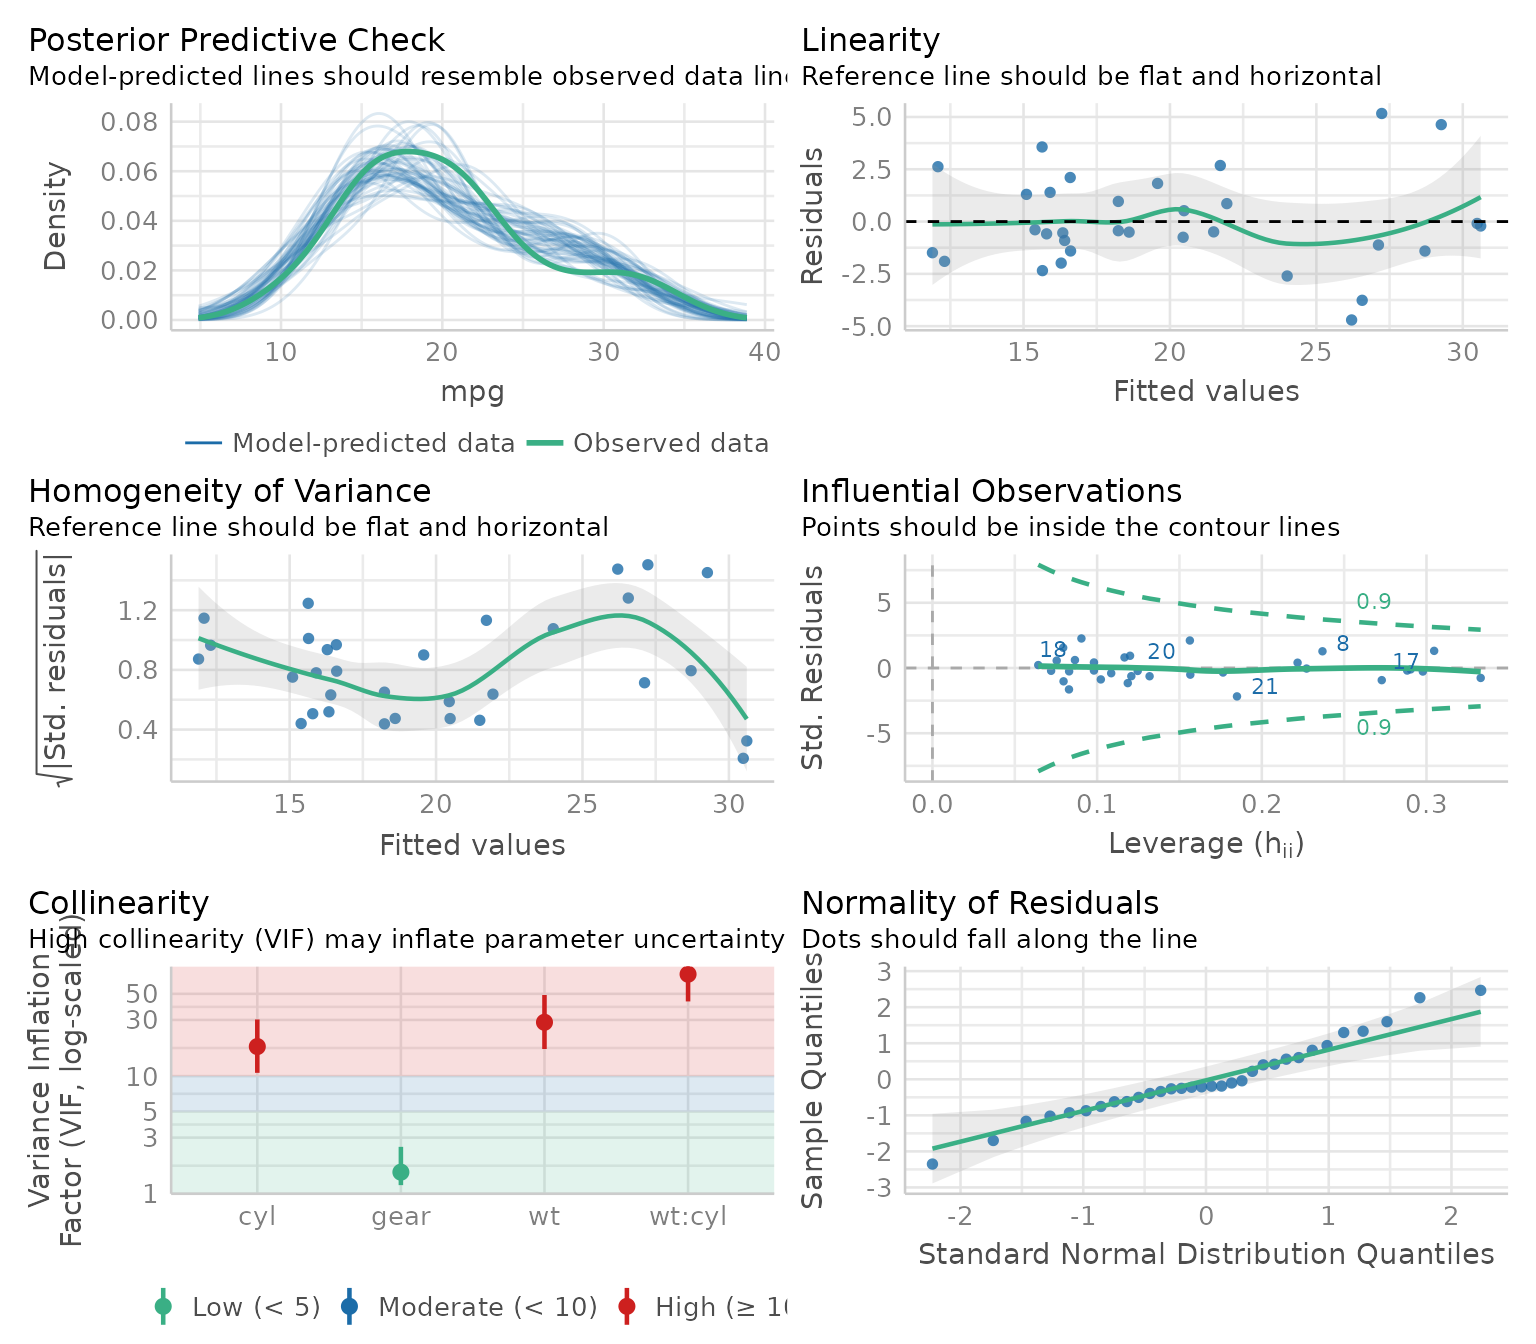 Posterior Predictive Check
Model-predicted lines should resemble observed data line
Density
0.08
0.06
0.04
0.02
0.00
10 20 30 40
mpg
Model-predicted data Observed data
Linearity
Reference line should be flat and horizontal
Residuals
5.0
2.5
0.0
-2.5
-5.0
15 20 25 30
Fitted values
Homogeneity of Variance
Reference line should be flat and horizontal
√|Std. residuals|
1.2
0.8
0.4
15 20 25 30
Fitted values
Influential Observations
Points should be inside the contour lines
Std. Residuals
5
0
-5
0.9
18 20 8 17
21
0.9
0.0 0.1 0.2 0.3
Leverage (hii)
Collinearity
High collinearity (VIF) may inflate parameter uncertainty
Variance Inflation
Factor (VIF, log-scaled)
50
30
10
5
3
1
cyl gear wt wt:cyl
Low (< 5) Moderate (< 10) High (≥ 10
Normality of Residuals
Dots should fall along the line
Sample Quantiles
3
2
1
0
-1
-2
-3
-2 -1 0 1 2
Standard Normal Distribution Quantiles